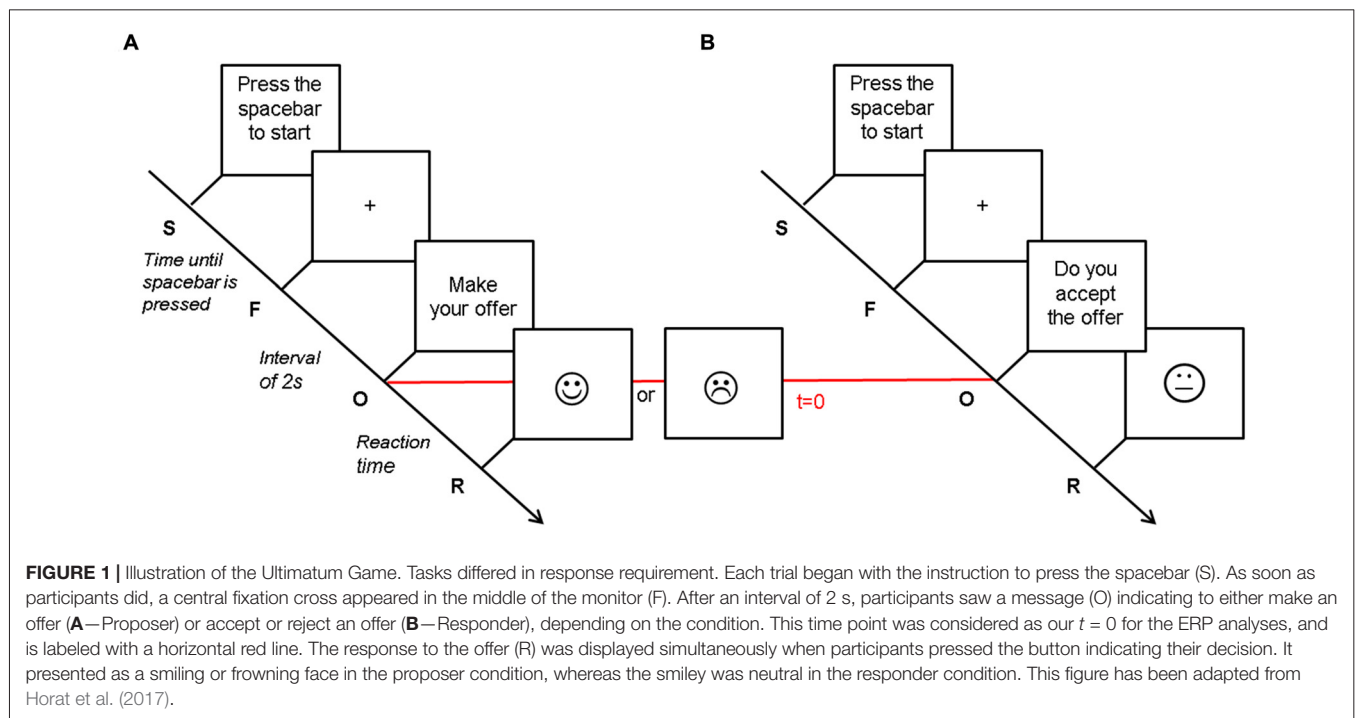 A
Press the
spacebar
to start
+
Make
your offer
S
Time until
spacebar is
pressed
F
Interval
of 2s
O
Reaction
time
R
or
t=0
B
Press the
spacebar
to start
+
Do you
accept
the offer
S
F
O
R
FIGURE 1 | Illustration of the Ultimatum Game. Tasks differed in response requirement. Each trial began with the instruction to press the spacebar (S). As soon as
participants did, a central fixation cross appeared in the middle of the monitor (F). After an interval of 2 s, participants saw a message (O) indicating to either make an
offer (A—Proposer) or accept or reject an offer (B—Responder), depending on the condition. This time point was considered as our t = 0 for the ERP analyses, and
is labeled with a horizontal red line. The response to the offer (R) was displayed simultaneously when participants pressed the button indicating their decision. It
presented as a smiling or frowning face in the proposer condition, whereas the smiley was neutral in the responder condition. This figure has been adapted from
Horat et al. (2017).